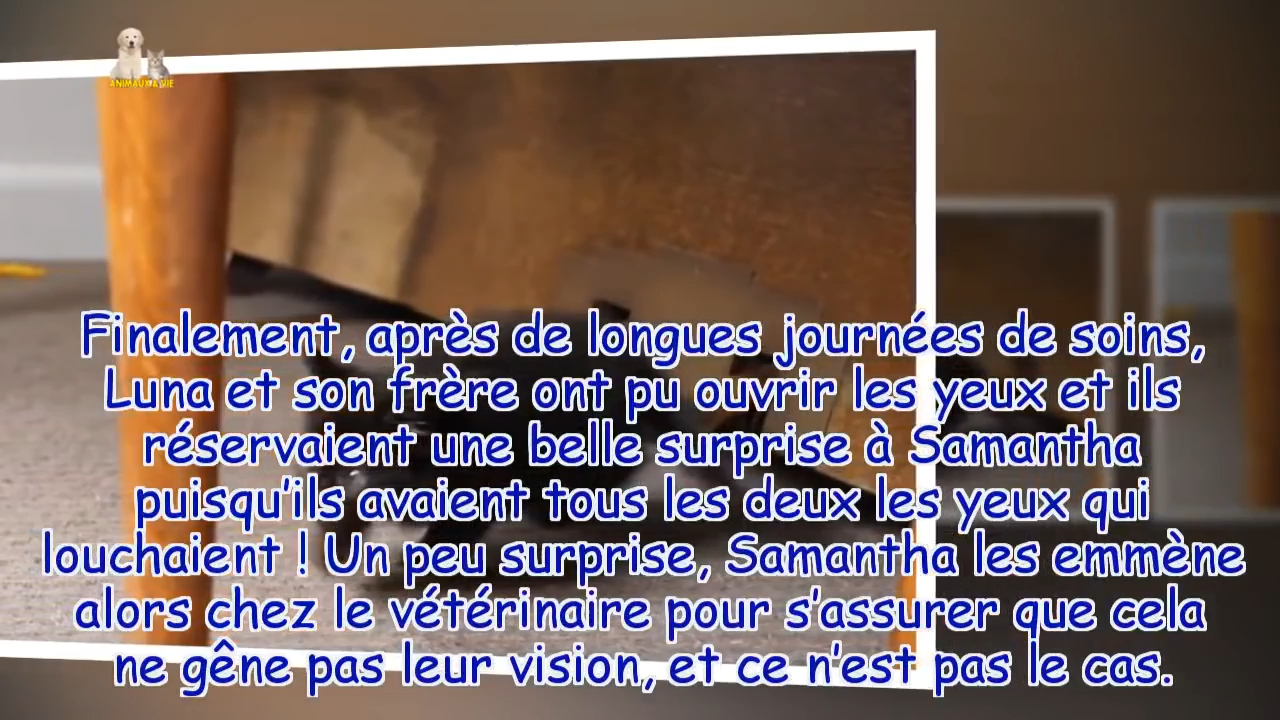 ANIMAUX & VIE
Finalement, après de longues journées de soins,
Luna et son frère ont pu ouvrir les yeux et ils
réservaient une belle surprise à Samantha
puisqu'ils avaient tous les deux les yeux qui
louchaient ! Un peu surprise, Samantha les emmène
alors chez le vétérinaire pour s'assurer que cela
ne gêne pas leur vision, et ce n'est pas le cas.